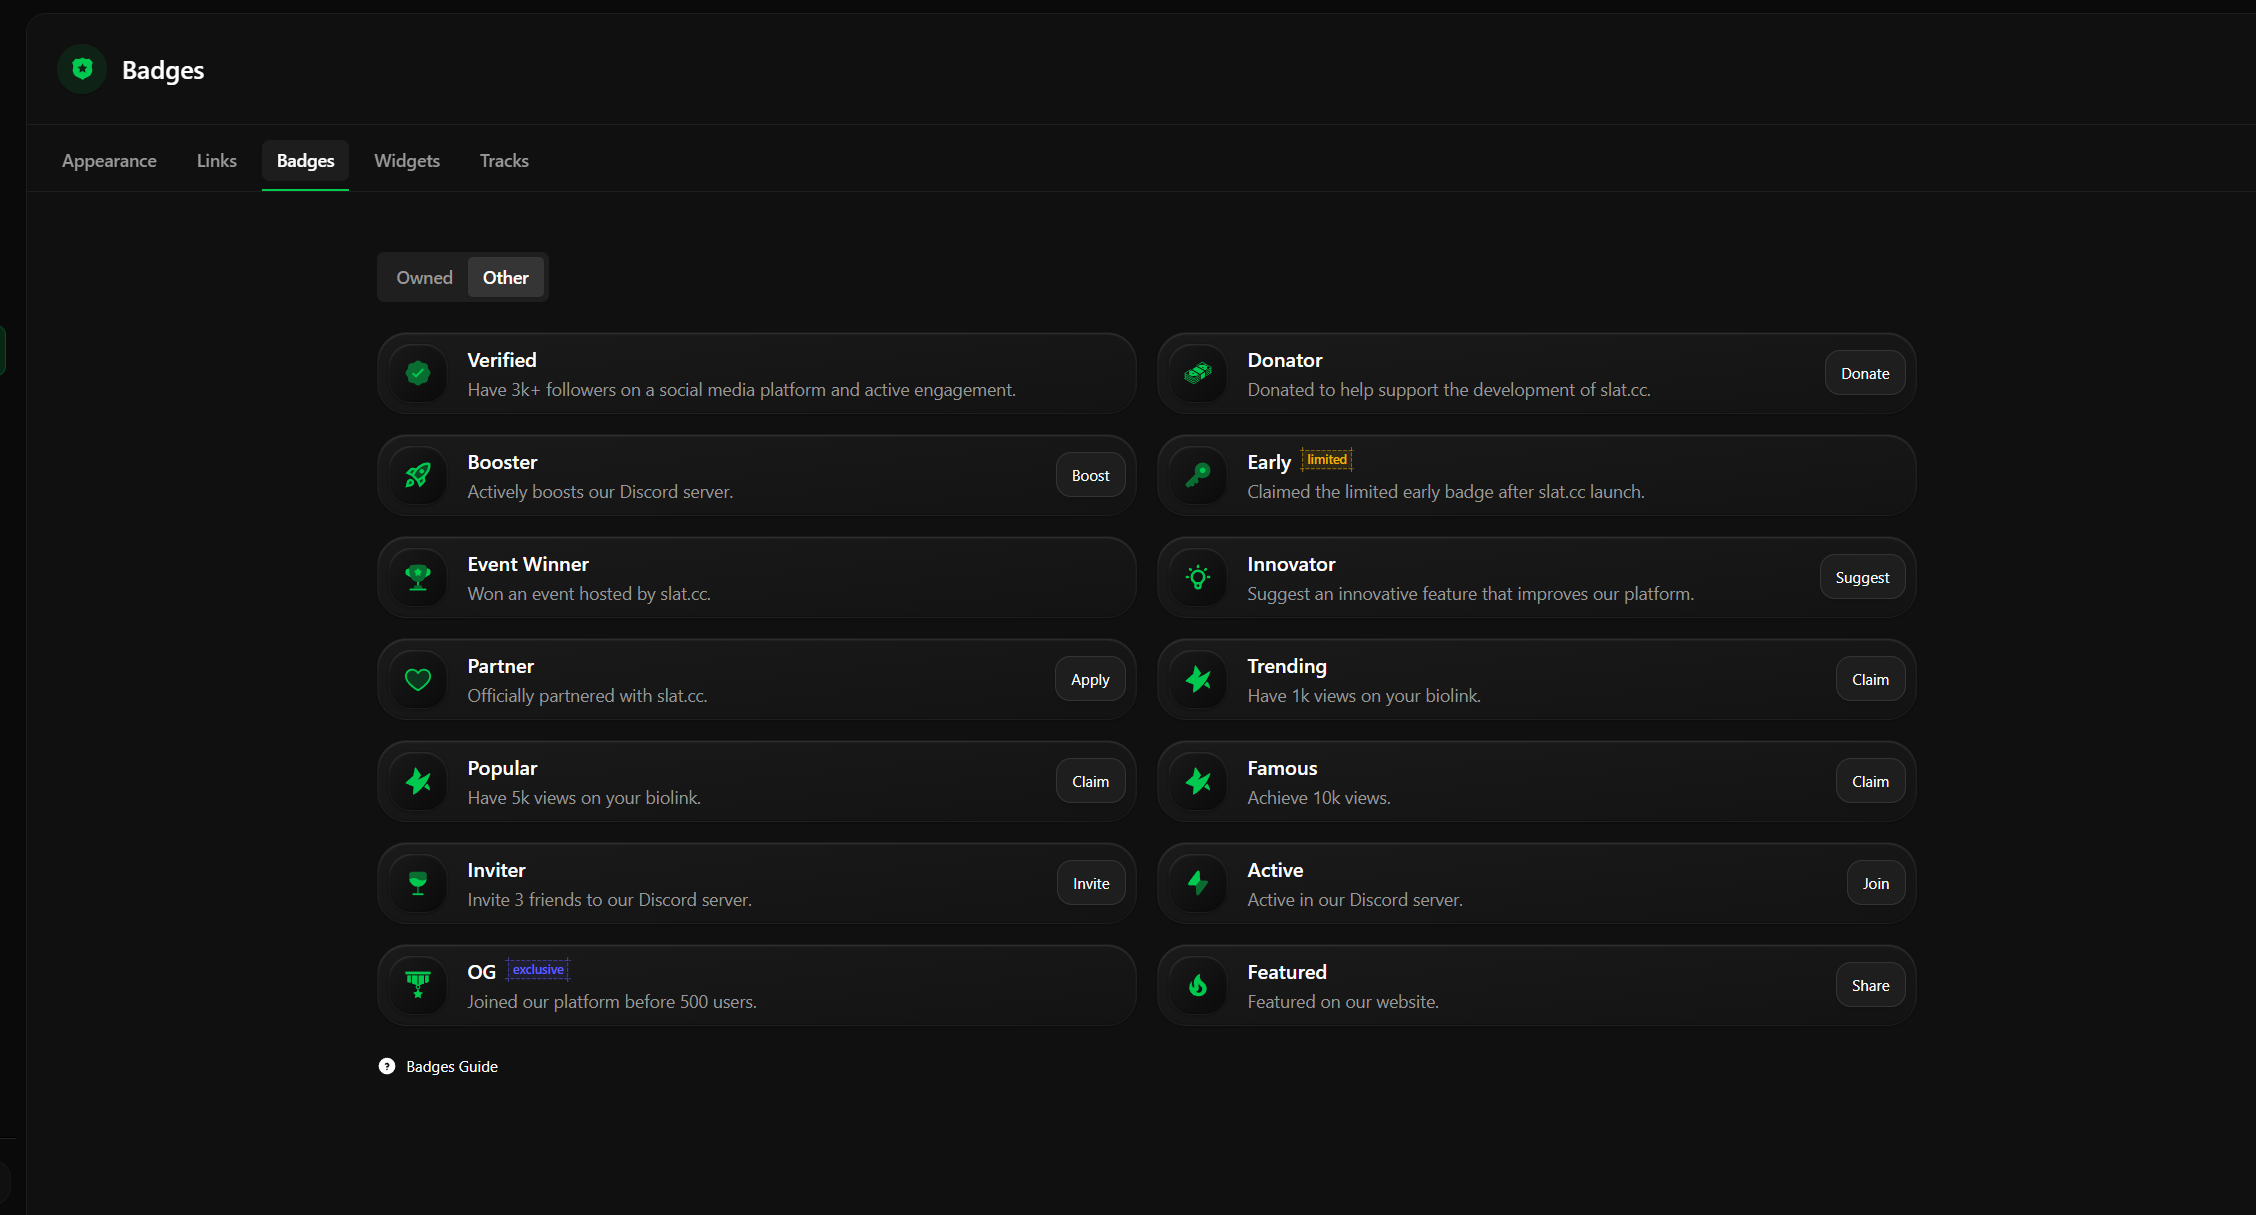 Badges
Appearance
Links
Badges
Widgets
Tracks
Owned
Other
Verified
Have 3k+ followers on a social media platform and active engagement.
Donator
Donated to help support the development of slat.cc.
Donate
Booster
Actively boosts our Discord server.
Boost
Early limited
Claimed the limited early badge after slat.cc launch.
Event Winner
Won an event hosted by slat.cc.
Innovator
Suggest an innovative feature that improves our platform.
Suggest
Partner
Officially partnered with slat.cc.
Apply
Trending
Have 1k views on your biolink.
Claim
Popular
Have 5k views on your biolink.
Claim
Famous
Achieve 10k views.
Claim
Inviter
Invite 3 friends to our Discord server.
Invite
Active
Active in our Discord server.
Join
OG exclusive
Joined our platform before 500 users.
Featured
Featured on our website.
Share
? Badges Guide